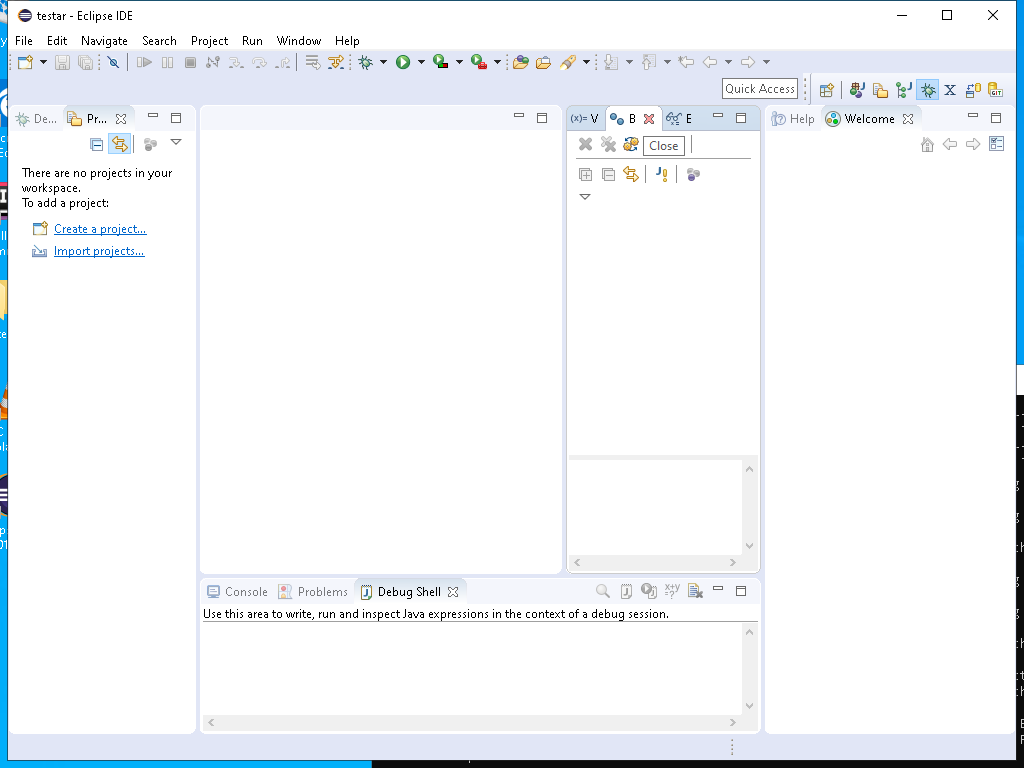 testar - Eclipse IDE
File Edit Navigate Search Project Run Window Help
Quick Access
De... Pr... (x)= V B E Help Welcome
Close
There are no projects in your
workspace.
To add a project:
Create a project...
Import projects...
Console Problems Debug Shell
Use this area to write, run and inspect Java expressions in the context of a debug session.